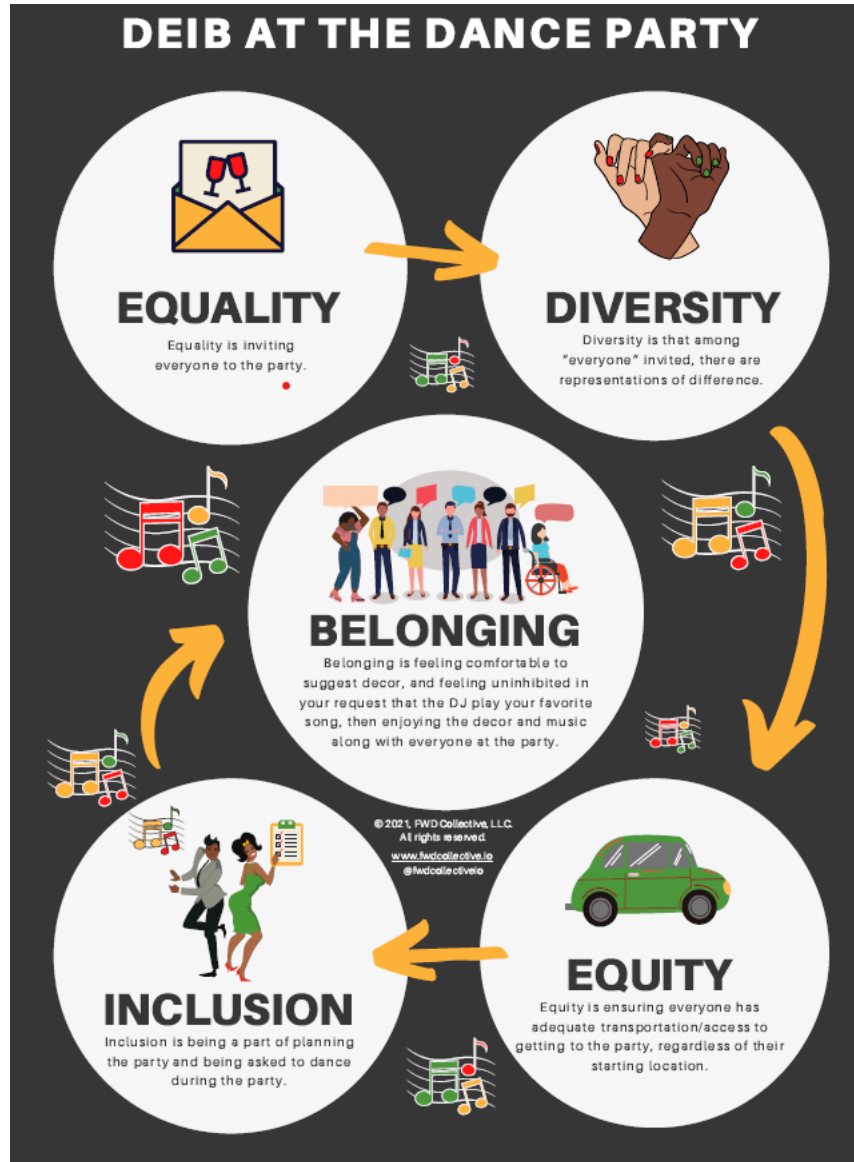 DEIB AT THE DANCE PARTY
EQUALITY
Equality is inviting
everyone to the party.
DIVERSITY
Diversity is that among
"everyone" invited, there are
representations of difference.
BELONGING
Belonging is feeling comfortable to
suggest decor, and feeling uninhibited in
your request that the DJ play your favorite
song, then enjoying the decor and music
along with everyone at the party.
© 2021, FWD Collective, LLC.
All rights reserved.
www.fwdcollective.io
@fwdcollectiveio
INCLUSION
Inclusion is being a part of planning
the party and being asked to dance
during the party.
EQUITY
Equity is ensuring everyone has
adequate transportation/access to
getting to the party, regardless of their
starting location.